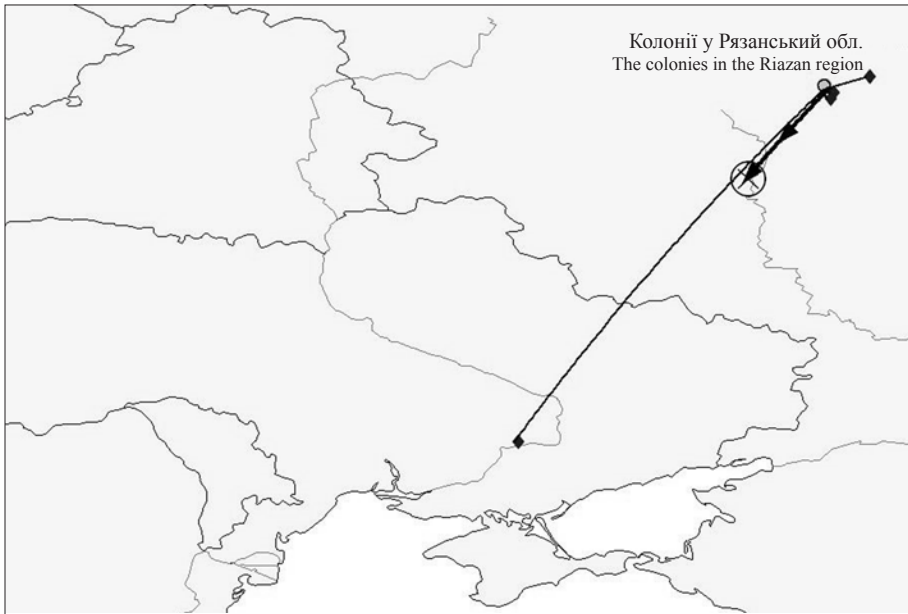 Колонії у Рязанський обл.
The colonies in the Riazan region